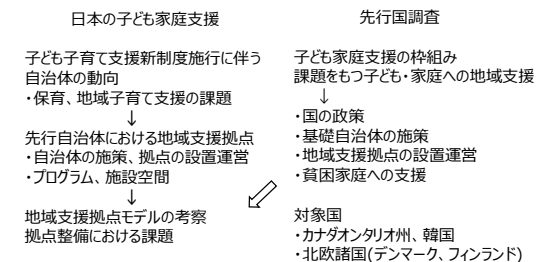 日本の子ども家庭支援
子ども子育て支援新制度施行に伴う
自治体の動向
・保育、地域子育て支援の課題
↓
先行自治体における地域支援拠点
・自治体の施策、拠点の設置運営
・プログラム、施設空間
↓
地域支援拠点モデルの考察
拠点整備における課題
先行国調査
子ども家庭支援の枠組み
課題をもつ子ども・家庭への地域支援
↓
・国の政策
・基礎自治体の施策
・地域支援拠点の設置運営
・貧困家庭への支援
対象国
・カナダオンタリオ州、韓国
・北欧諸国(デンマーク、フィンランド)